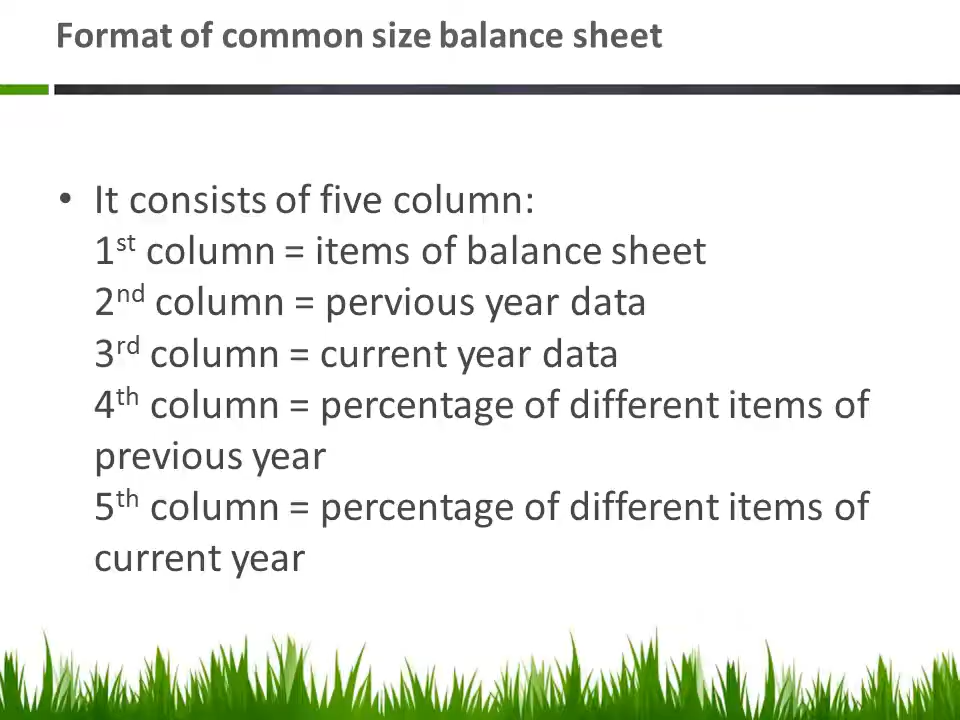 Format of common size balance sheet
• It consists of five column:
1st column = items of balance sheet
2nd column = pervious year data
3rd column = current year data
4th column = percentage of different items of
previous year
5th column = percentage of different items of
current year